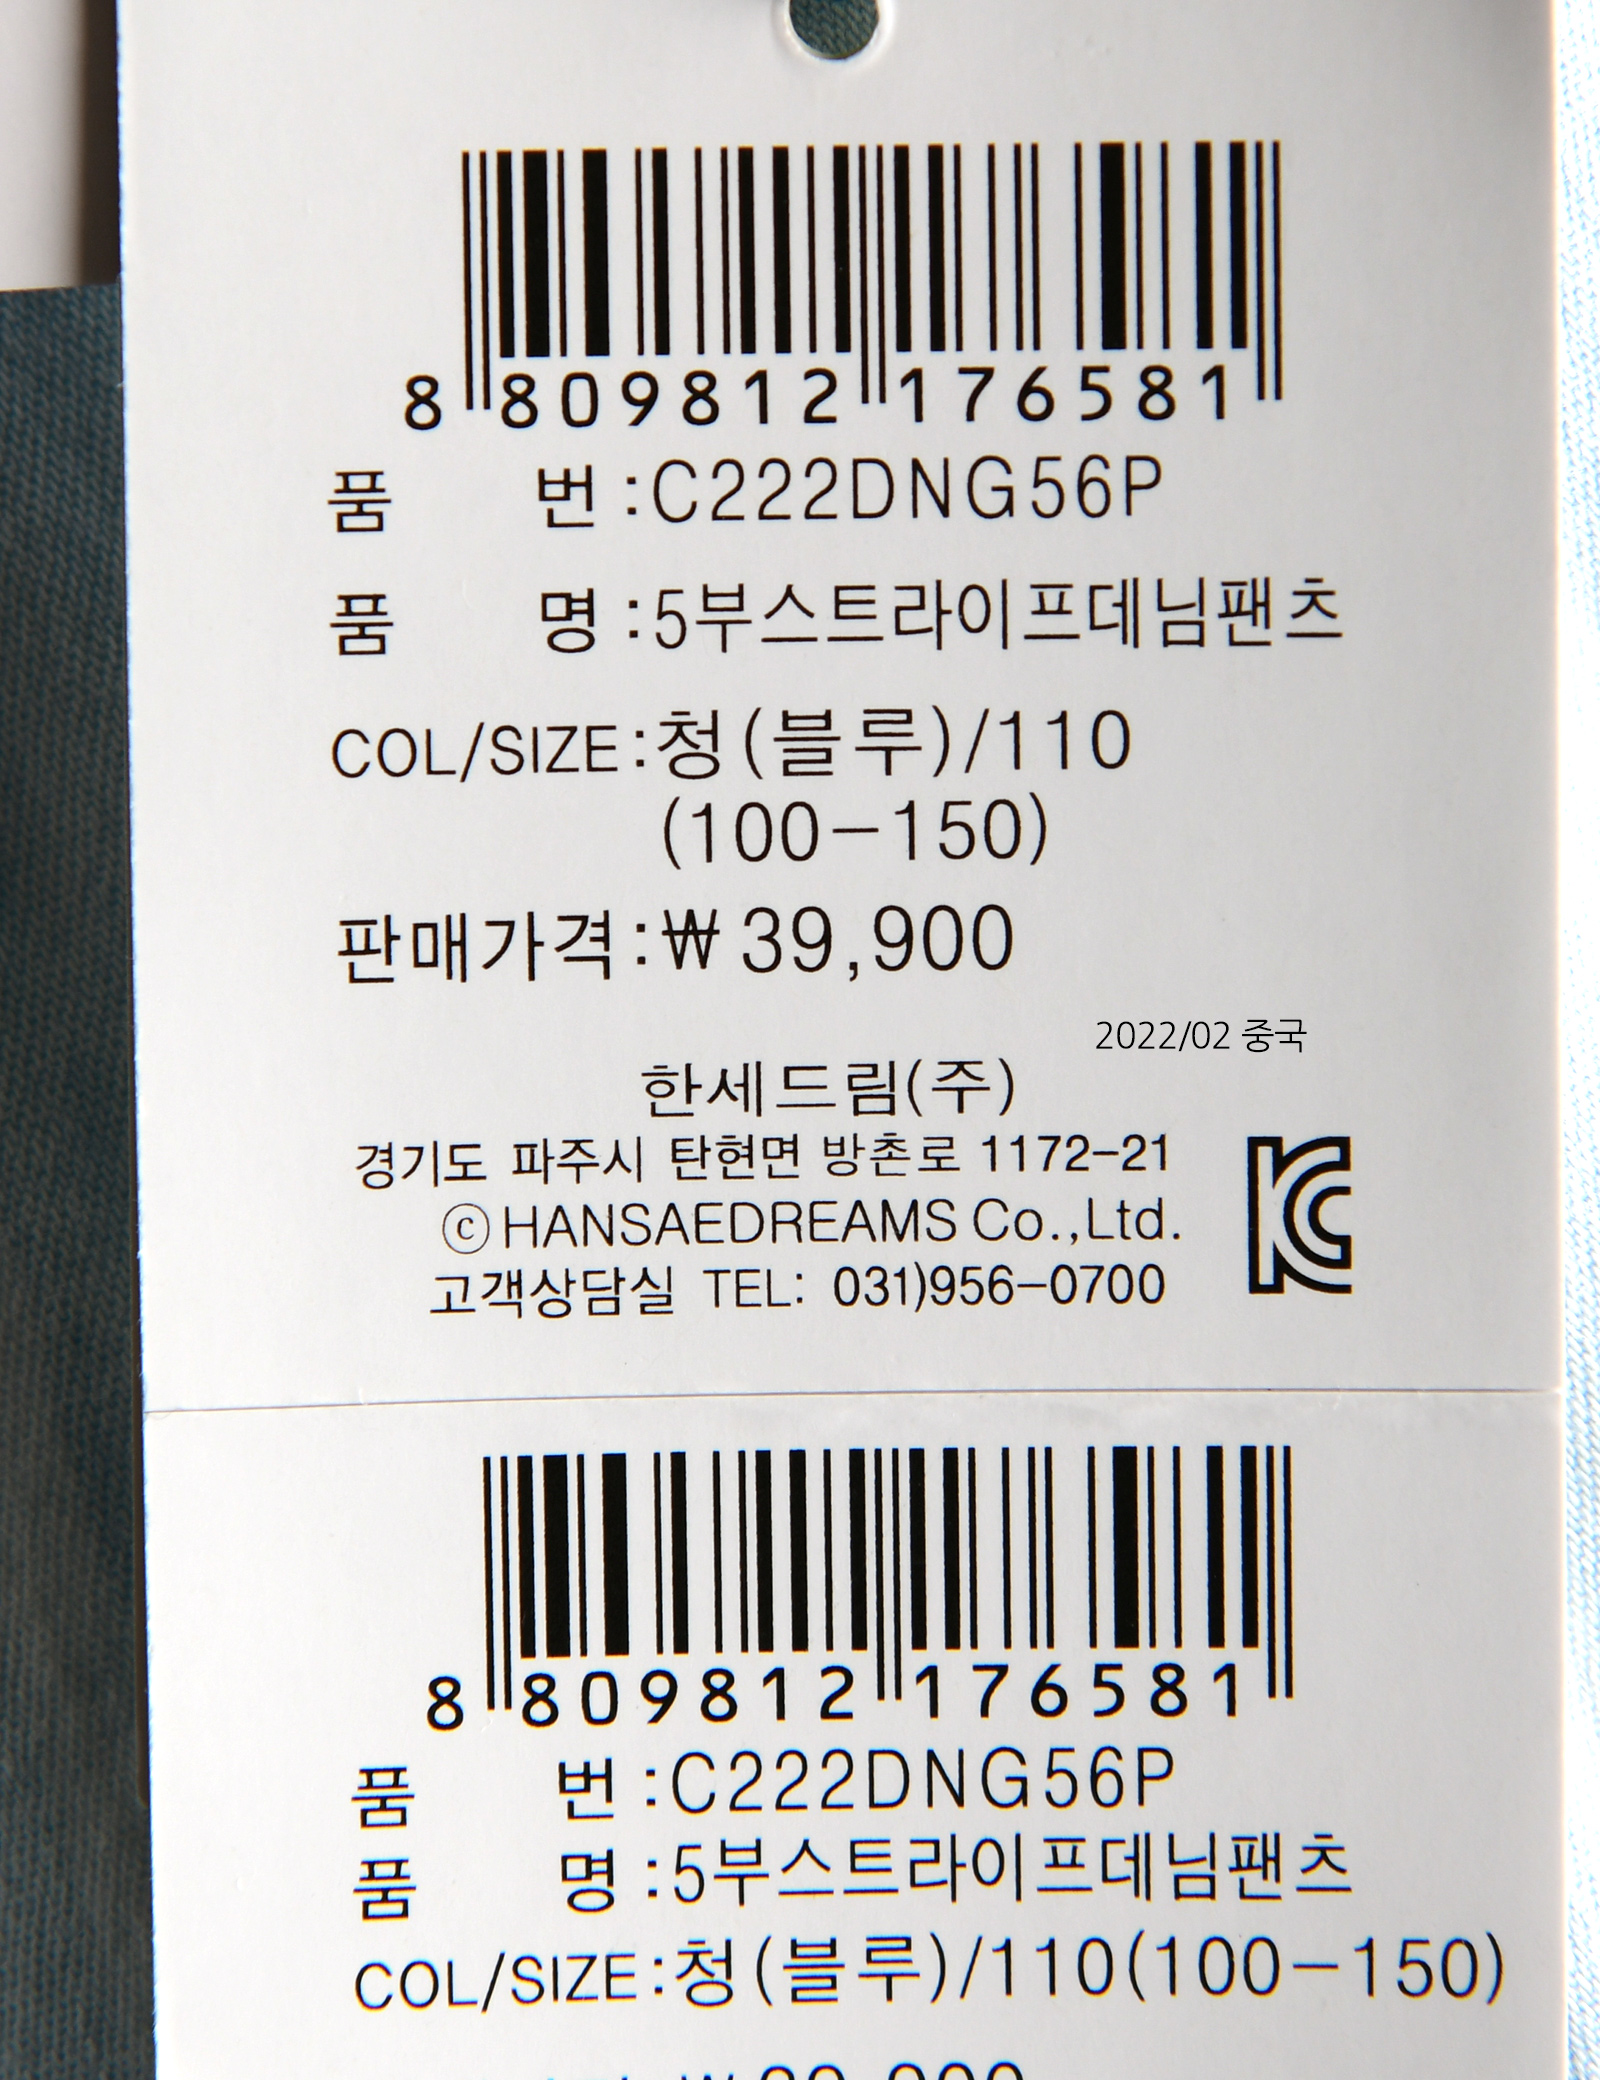 8 809812 176581
품 번 :C222DNG56P
품 명 :5부스트라이프데님팬츠
COL/SIZE:청(블루)/110
(100-150)
판매가격:₩39,900
2022/02 중국
한세드림(주)
경기도 파주시 탄현면 방촌로 1172-21
ⓒHANSAEDREAMS Co.,Ltd.
고객상담실 TEL: 031)956-0700
KC
8 809812 176581
품 번 :C222DNG56P
품 명 :5부스트라이프데님팬츠
COL/SIZE:청(블루)/110(100-150)